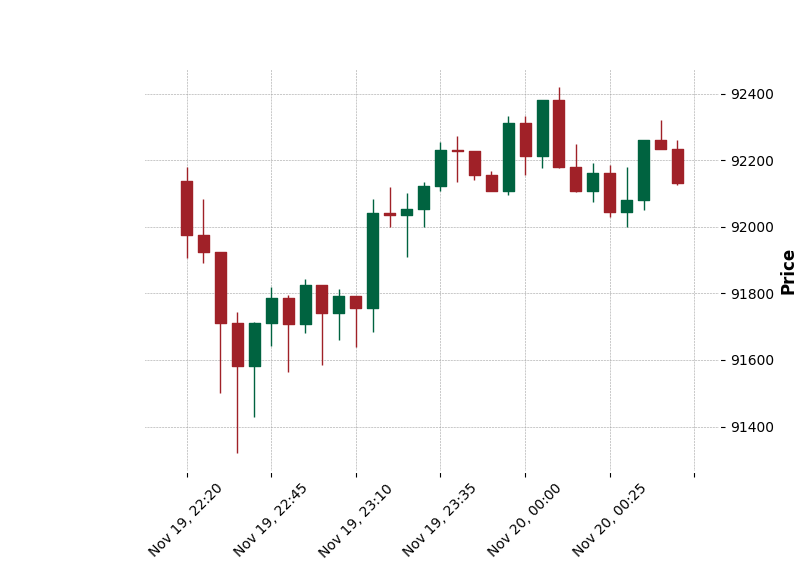 92400
92200
92000
91800
91600
91400
Price
Nov 19, 22:20
Nov 19, 22:45
Nov 19, 23:10
Nov 19, 23:35
Nov 20, 00:00
Nov 20, 00:25